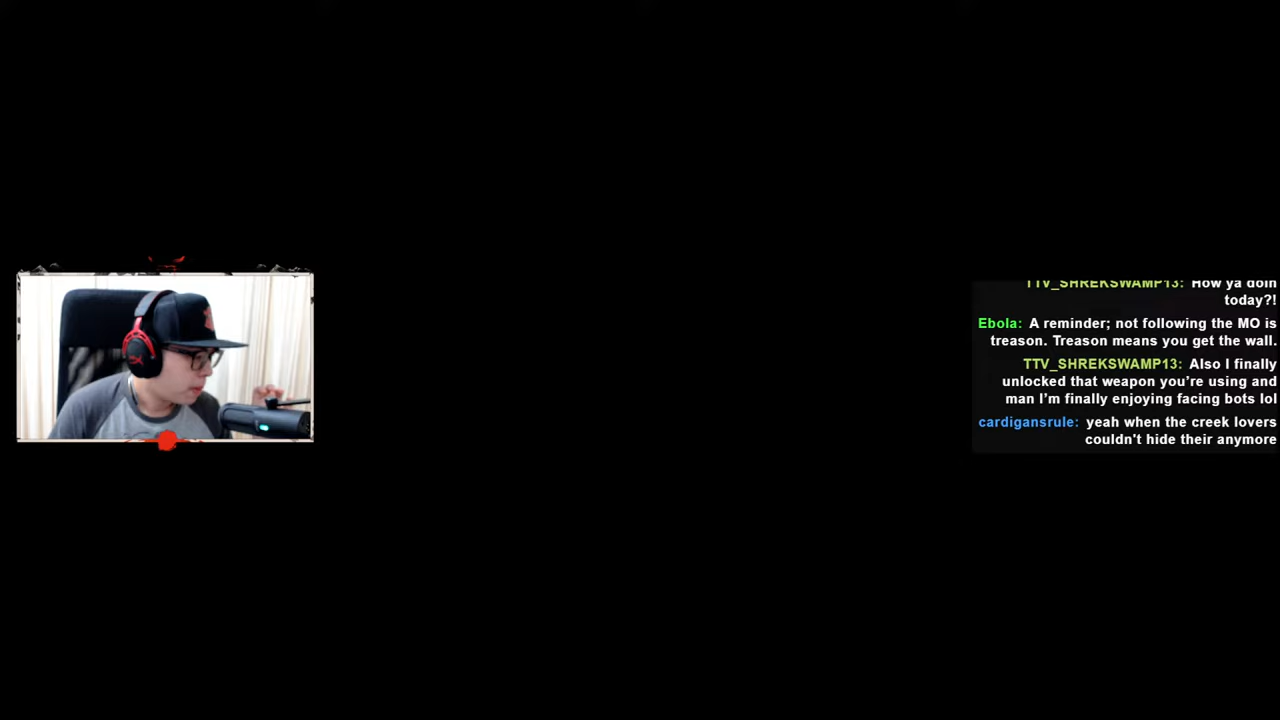 TTV_SHREKSWAMP13: How ya doin
today?!
Ebola: A reminder; not following the MO is
treason. Treason means you get the wall.
TTV_SHREKSWAMP13: Also I finally
unlocked that weapon you're using and
man I'm finally enjoying facing bots lol
cardigansrule: yeah when the creek lovers
couldn't hide their anymore